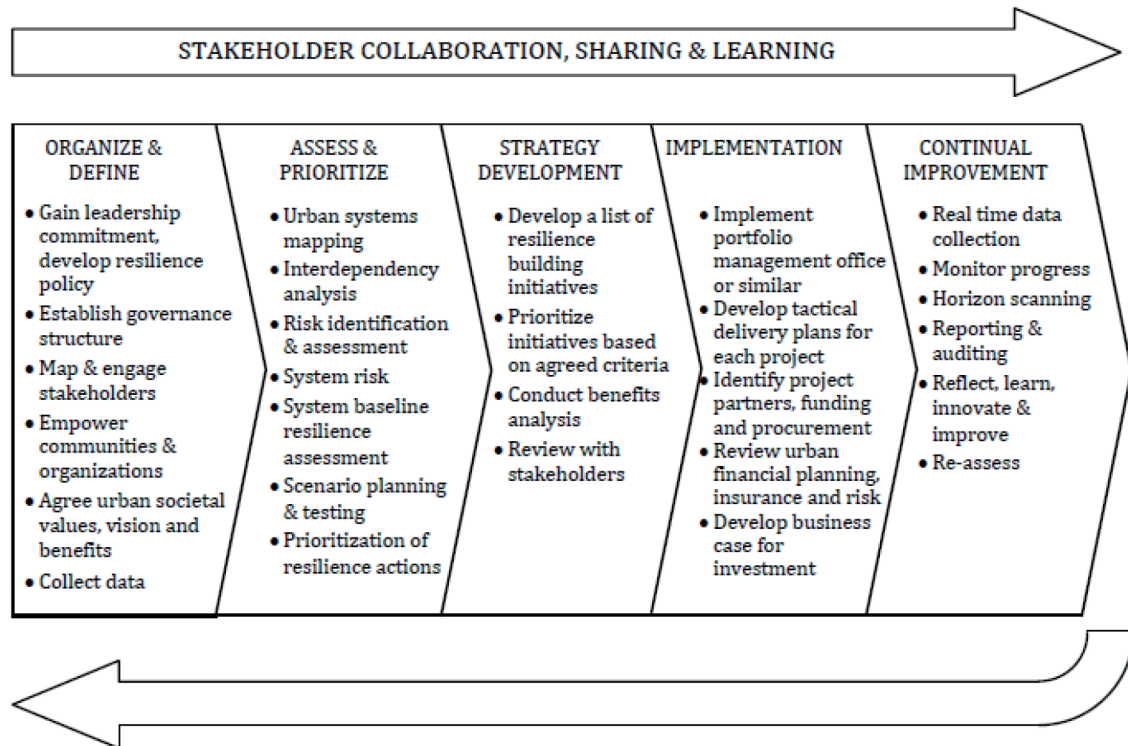 STAKEHOLDER COLLABORATION, SHARING & LEARNING
ORGANIZE &
DEFINE
• Gain leadership
commitment,
develop resilience
policy
• Establish governance
structure
• Map & engage
stakeholders
• Empower
communities &
organizations
• Agree urban societal
values, vision and
benefits
• Collect data
ASSESS &
PRIORITIZE
• Urban systems
mapping
• Interdependency
analysis
• Risk identification
& assessment
• System risk
• System baseline
resilience
assessment
• Scenario planning
& testing
• Prioritization of
resilience actions
STRATEGY
DEVELOPMENT
• Develop a list of
resilience
building
initiatives
• Prioritize
initiatives based
on agreed criteria
• Conduct benefits
analysis
• Review with
stakeholders
IMPLEMENTATION
• Implement
portfolio
management office
or similar
• Develop tactical
delivery plans for
each project
• Identify project
partners, funding
and procurement
• Review urban
financial planning,
insurance and risk
• Develop business
case for
investment
CONTINUAL
IMPROVEMENT
• Real time data
collection
• Monitor progress
• Horizon scanning
• Reporting &
auditing
• Reflect, learn,
innovate &
improve
• Re-assess